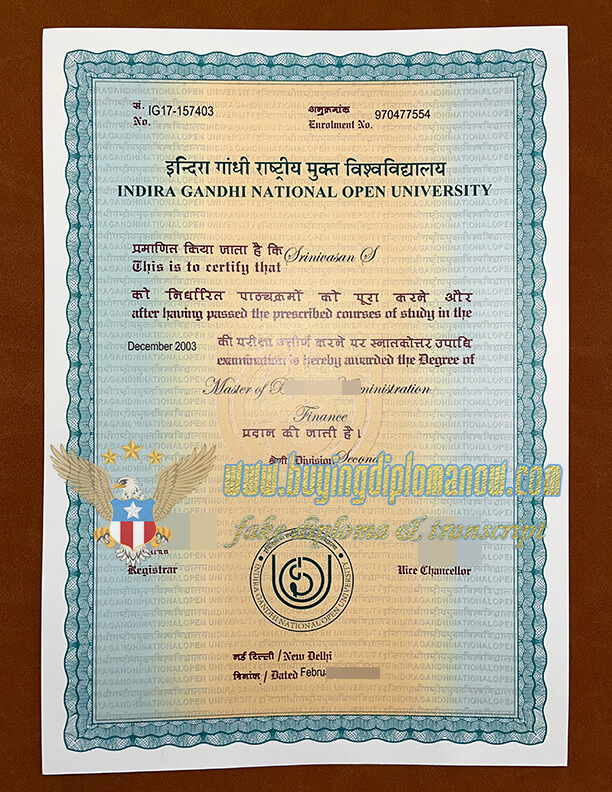 सं. IG17-157403
No.
अनुक्रमांक 970477554
Enrolment No.
इन्दिरा गांधी राष्ट्रीय मुक्त विश्वविद्यालय
INDIRA GANDHI NATIONAL OPEN UNIVERSITY
प्रमाणित किया जाता है कि Srinivasan S
This is to certify that
को निर्धारित पाठ्यक्रमों को पूरा करने और
after having passed the prescribed courses of study in the
December 2003 की परीक्षा उत्तीर्ण करने पर स्नातकोत्तर उपाधि
examination is hereby awarded the Degree of
Master of
Finance
प्रदान की जाती है।
श्रेणी Division Second
www.buyingdiplomanow.com
fake diploma & transcript
Registrar
Vice Chancellor
INDIRA GANDHI NATIONAL OPEN UNIVERSITY
नई दिल्ली / New Delhi
दिनांक / Dated